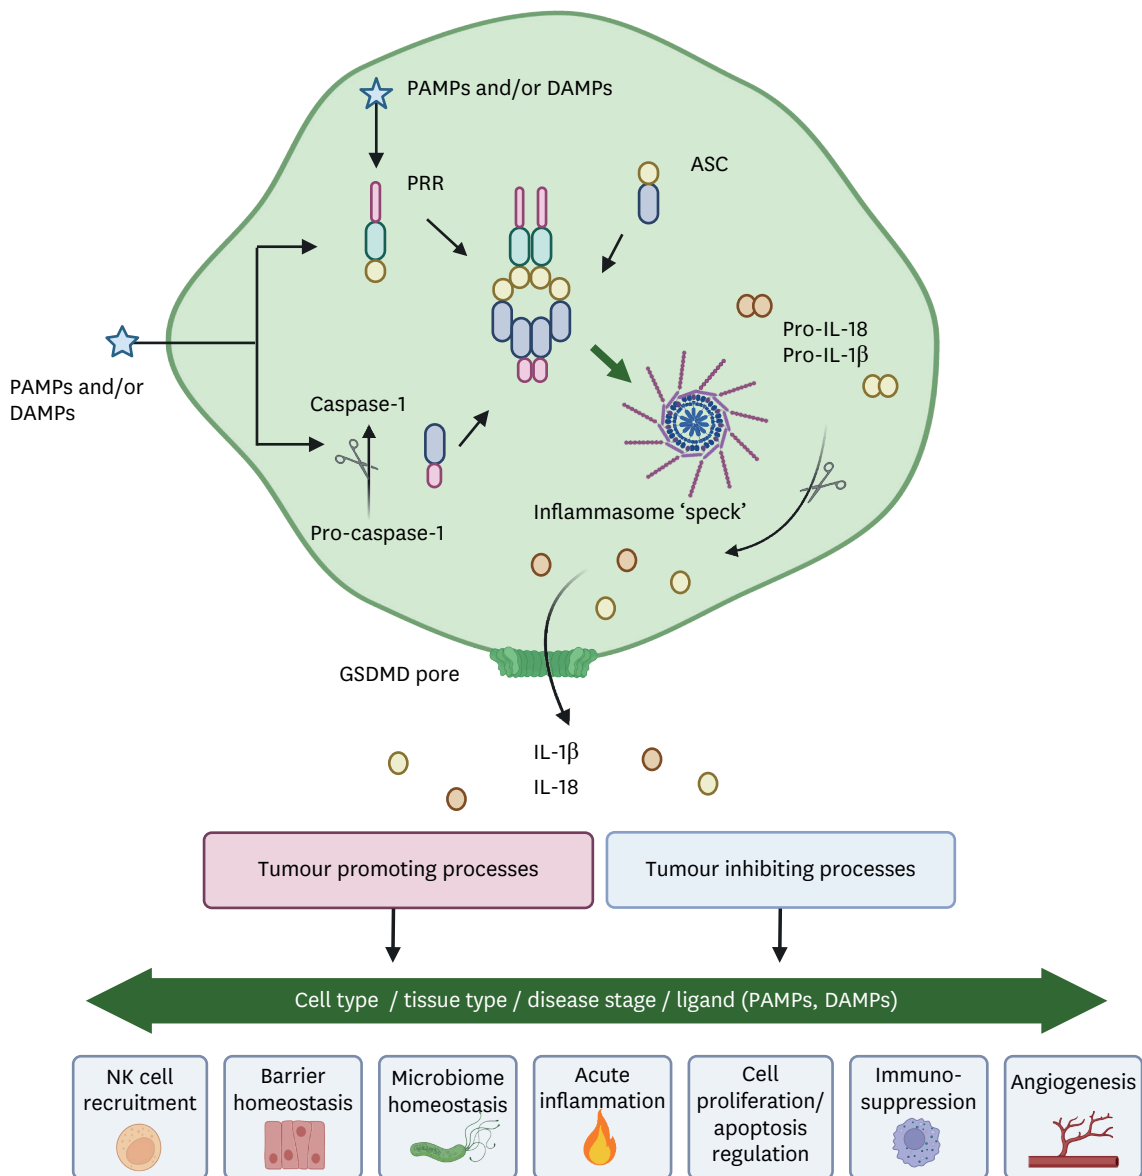 PAMPs and/or DAMPs
PRR
ASC
Pro-IL-18
Pro-IL-1β
PAMPs and/or
DAMPs
Caspase-1
Pro-caspase-1
Inflammasome ‘speck’
GSDMD pore
IL-1β
IL-18
Tumour promoting processes
Tumour inhibiting processes
Cell type / tissue type / disease stage / ligand (PAMPs, DAMPs)
NK cell
recruitment
Barrier
homeostasis
Microbiome
homeostasis
Acute
inflammation
Cell
proliferation/
apoptosis
regulation
Immuno-
suppression
Angiogenesis